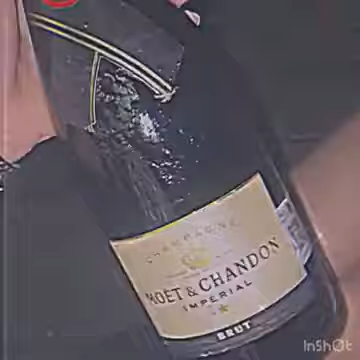 CHAMPAGNE
MOËT & CHANDON
IMPERIAL
BRUT
InShOt